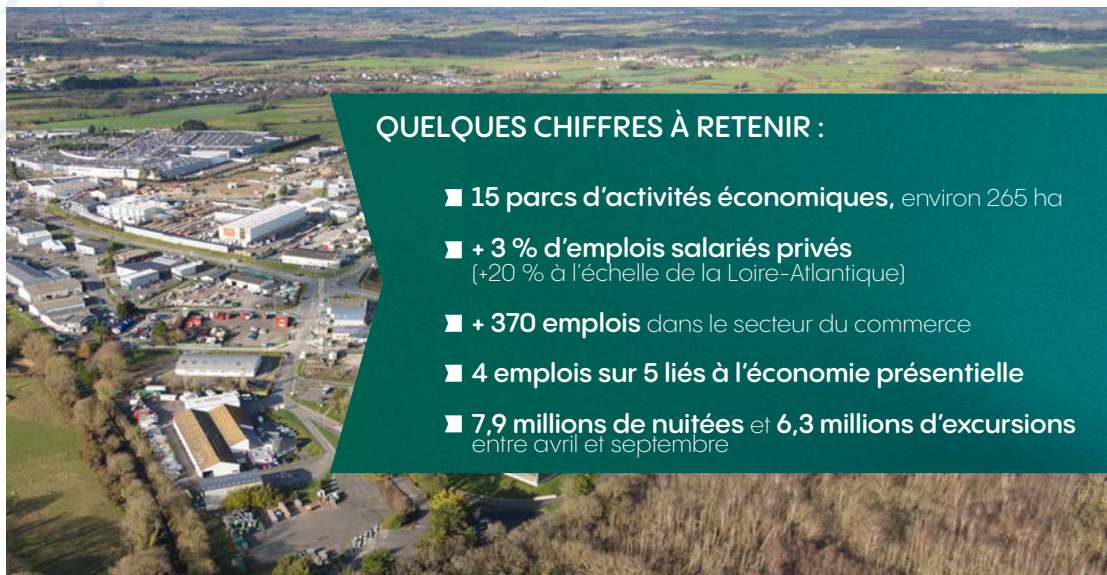 QUELQUES CHIFFRES À RETENIR :
15 parcs d'activités économiques, environ 265 ha
+ 3 % d'emplois salariés privés
(+20 % à l'échelle de la Loire-Atlantique)
+ 370 emplois dans le secteur du commerce
4 emplois sur 5 liés à l'économie présentielle
7,9 millions de nuitées et 6,3 millions d'excursions
entre avril et septembre